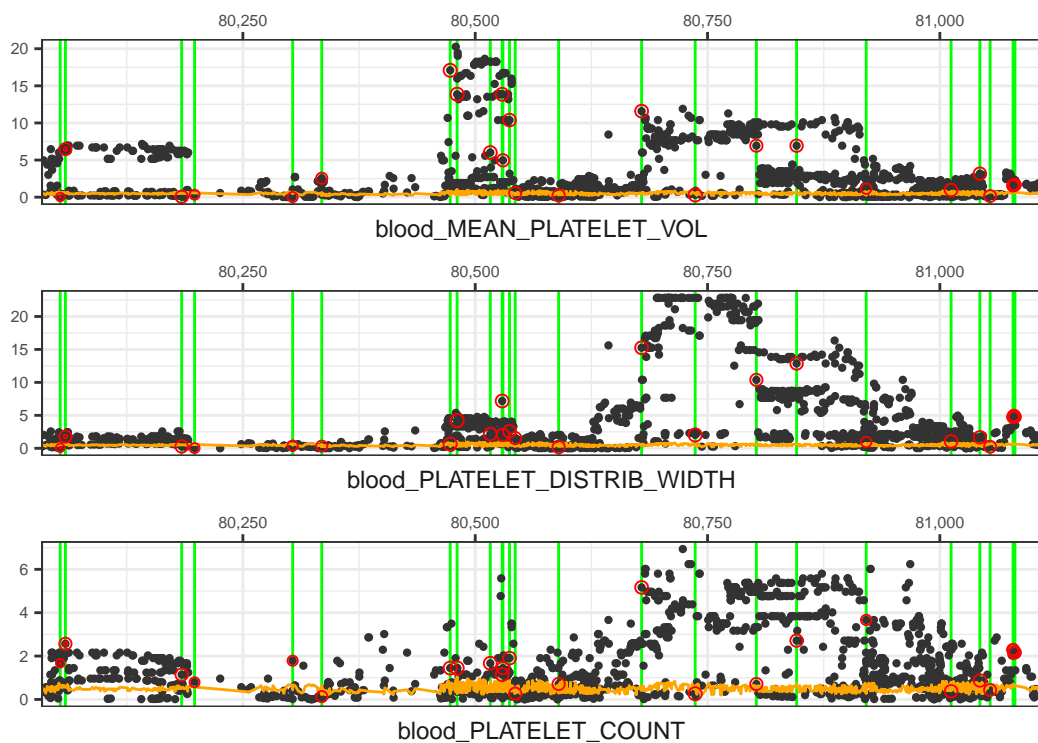 80,250 80,500 80,750 81,000
20
15
10
5
0
blood_MEAN_PLATELET_VOL
80,250 80,500 80,750 81,000
20
15
10
5
0
blood_PLATELET_DISTRIB_WIDTH
80,250 80,500 80,750 81,000
6
4
2
0
blood_PLATELET_COUNT